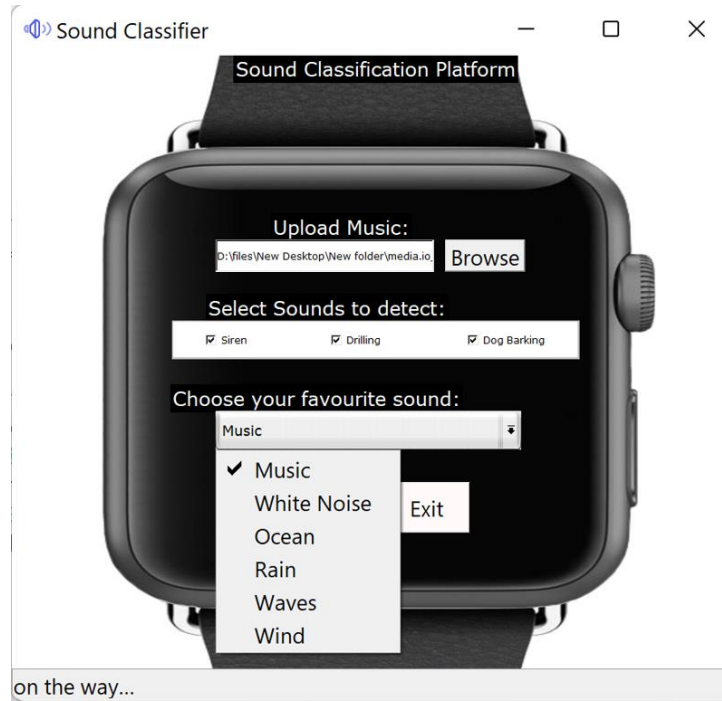 Sound Classifier
Sound Classification Platform
Upload Music:
D:\files\New Desktop\New folder\media.io_ Browse
Select Sounds to detect:
Siren Drilling Dog Barking
Choose your favourite sound:
Music
Music
White Noise
Exit
Ocean
Rain
Waves
Wind
on the way...